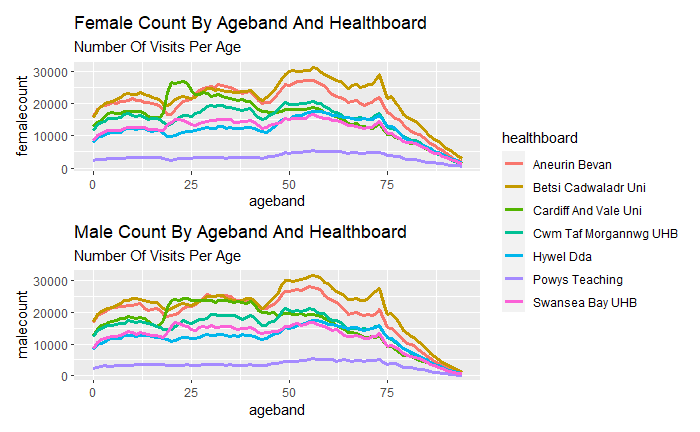 Female Count By Ageband And Healthboard
Number Of Visits Per Age
femalecount
30000
20000
10000
0
0 25 50 75
ageband
Male Count By Ageband And Healthboard
Number Of Visits Per Age
malecount
30000
20000
10000
0
0 25 50 75
ageband
healthboard
Aneurin Bevan
Betsi Cadwaladr Uni
Cardiff And Vale Uni
Cwm Taf Morgannwg UHB
Hywel Dda
Powys Teaching
Swansea Bay UHB